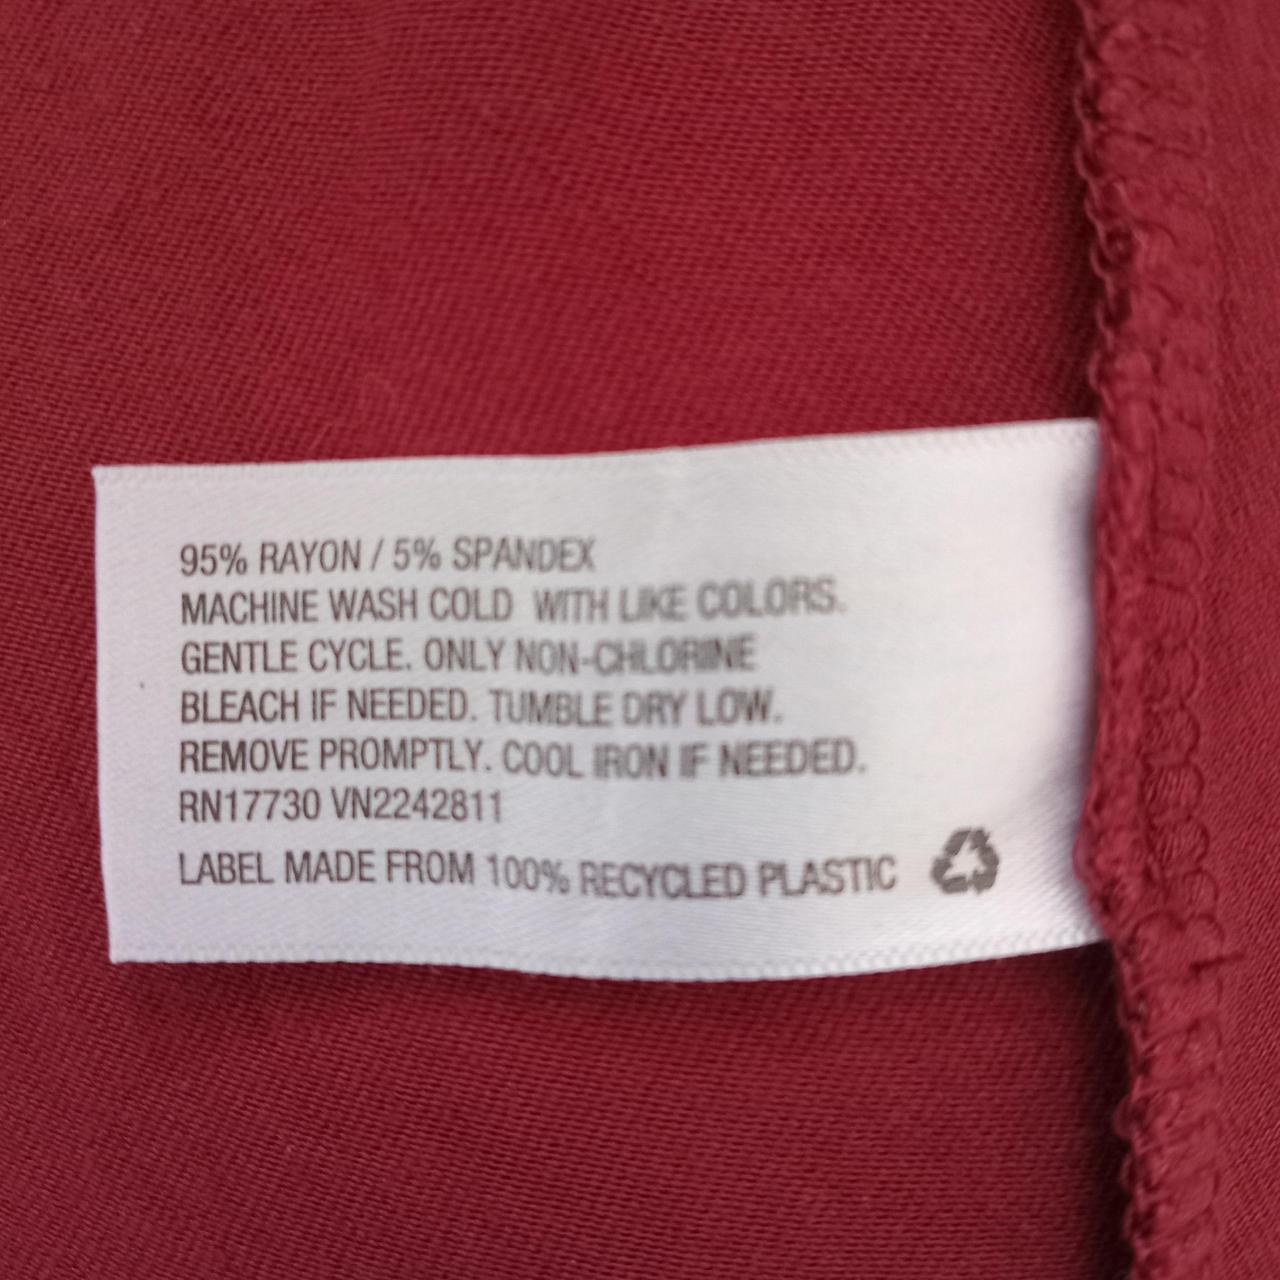 95% RAYON / 5% SPANDEX
MACHINE WASH COLD WITH LIKE COLORS.
GENTLE CYCLE. ONLY NON-CHLORINE
BLEACH IF NEEDED. TUMBLE DRY LOW.
REMOVE PROMPTLY. COOL IRON IF NEEDED.
RN17730 VN2242811
LABEL MADE FROM 100% RECYCLED PLASTIC